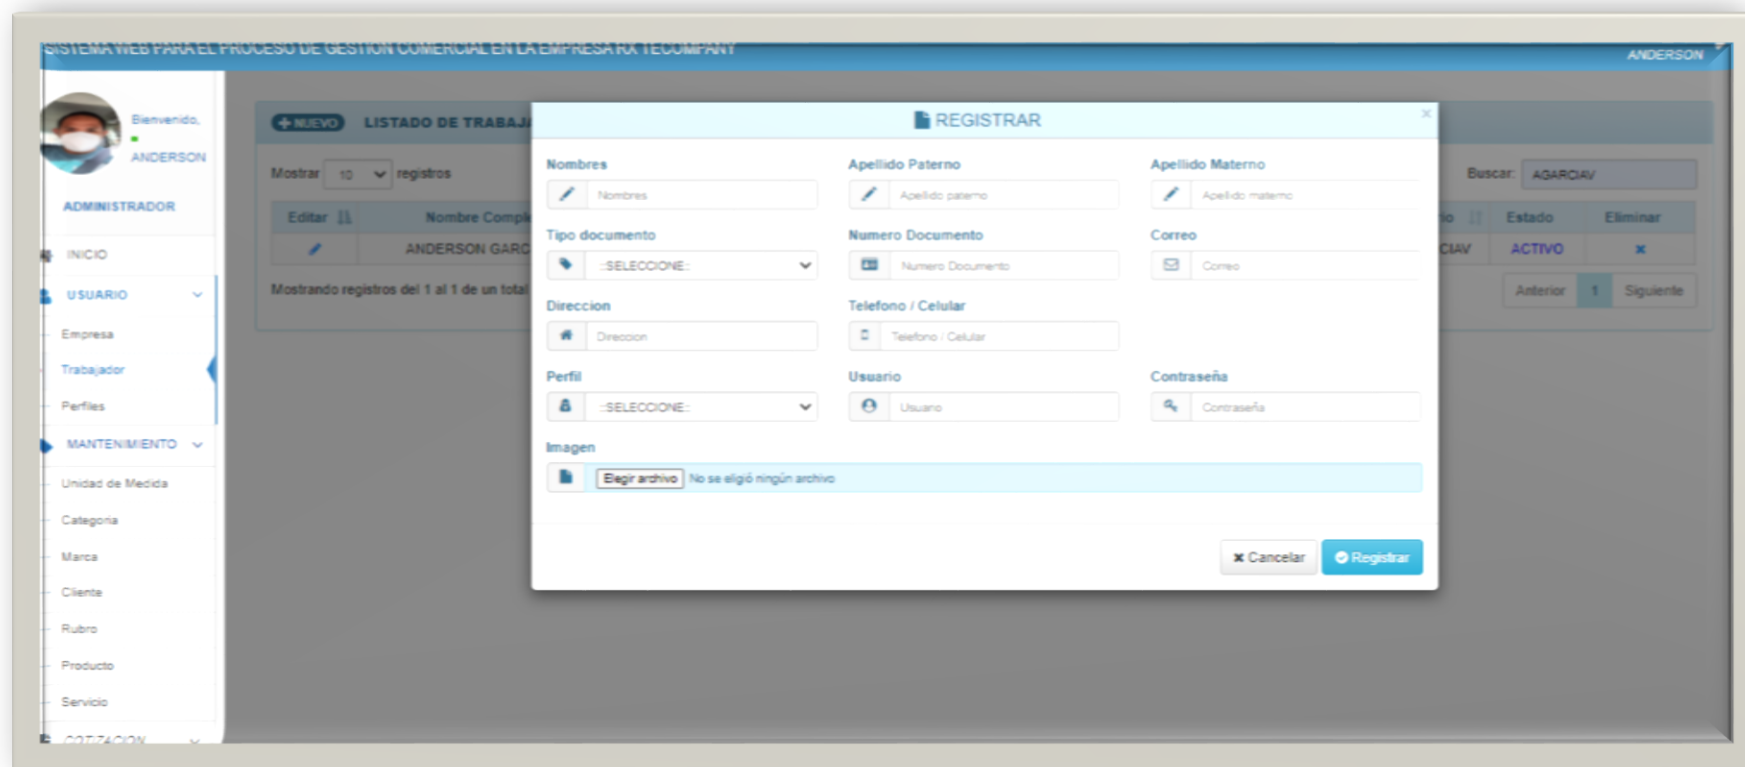 SISTEMA WEB PARA EL PROCESO DE GESTION COMERCIAL EN LA EMPRESA RX TECOMPANY
ANDERSON
Bienvenido,
ANDERSON
ADMINISTRADOR
INICIO
USUARIO
Empresa
Trabajador
Perfiles
MANTENIMIENTO
Unidad de Medida
Categoria
Marca
Cliente
Rubro
Producto
Servicio
COTIZACION
NUEVO LISTADO DE TRABAJA
Mostrar 10 registros
Buscar: AGARCIAV
Editar Nombre Comple
io Estado Eliminar
ANDERSON GARC
CIAV ACTIVO
Mostrando registros del 1 al 1 de un total
Anterior 1 Siguiente
REGISTRAR ×
Nombres Apellido Paterno Apellido Materno
Nombres Apellido paterno Apellido materno
Tipo documento Numero Documento Correo
::SELECCIONE:: Numero Documento Correo
Direccion Telefono / Celular
Direccion Telefono / Celular
Perfil Usuario Contraseña
::SELECCIONE:: Usuario Contraseña
Imagen
Elegir archivo No se eligió ningún archivo
Cancelar Registrar